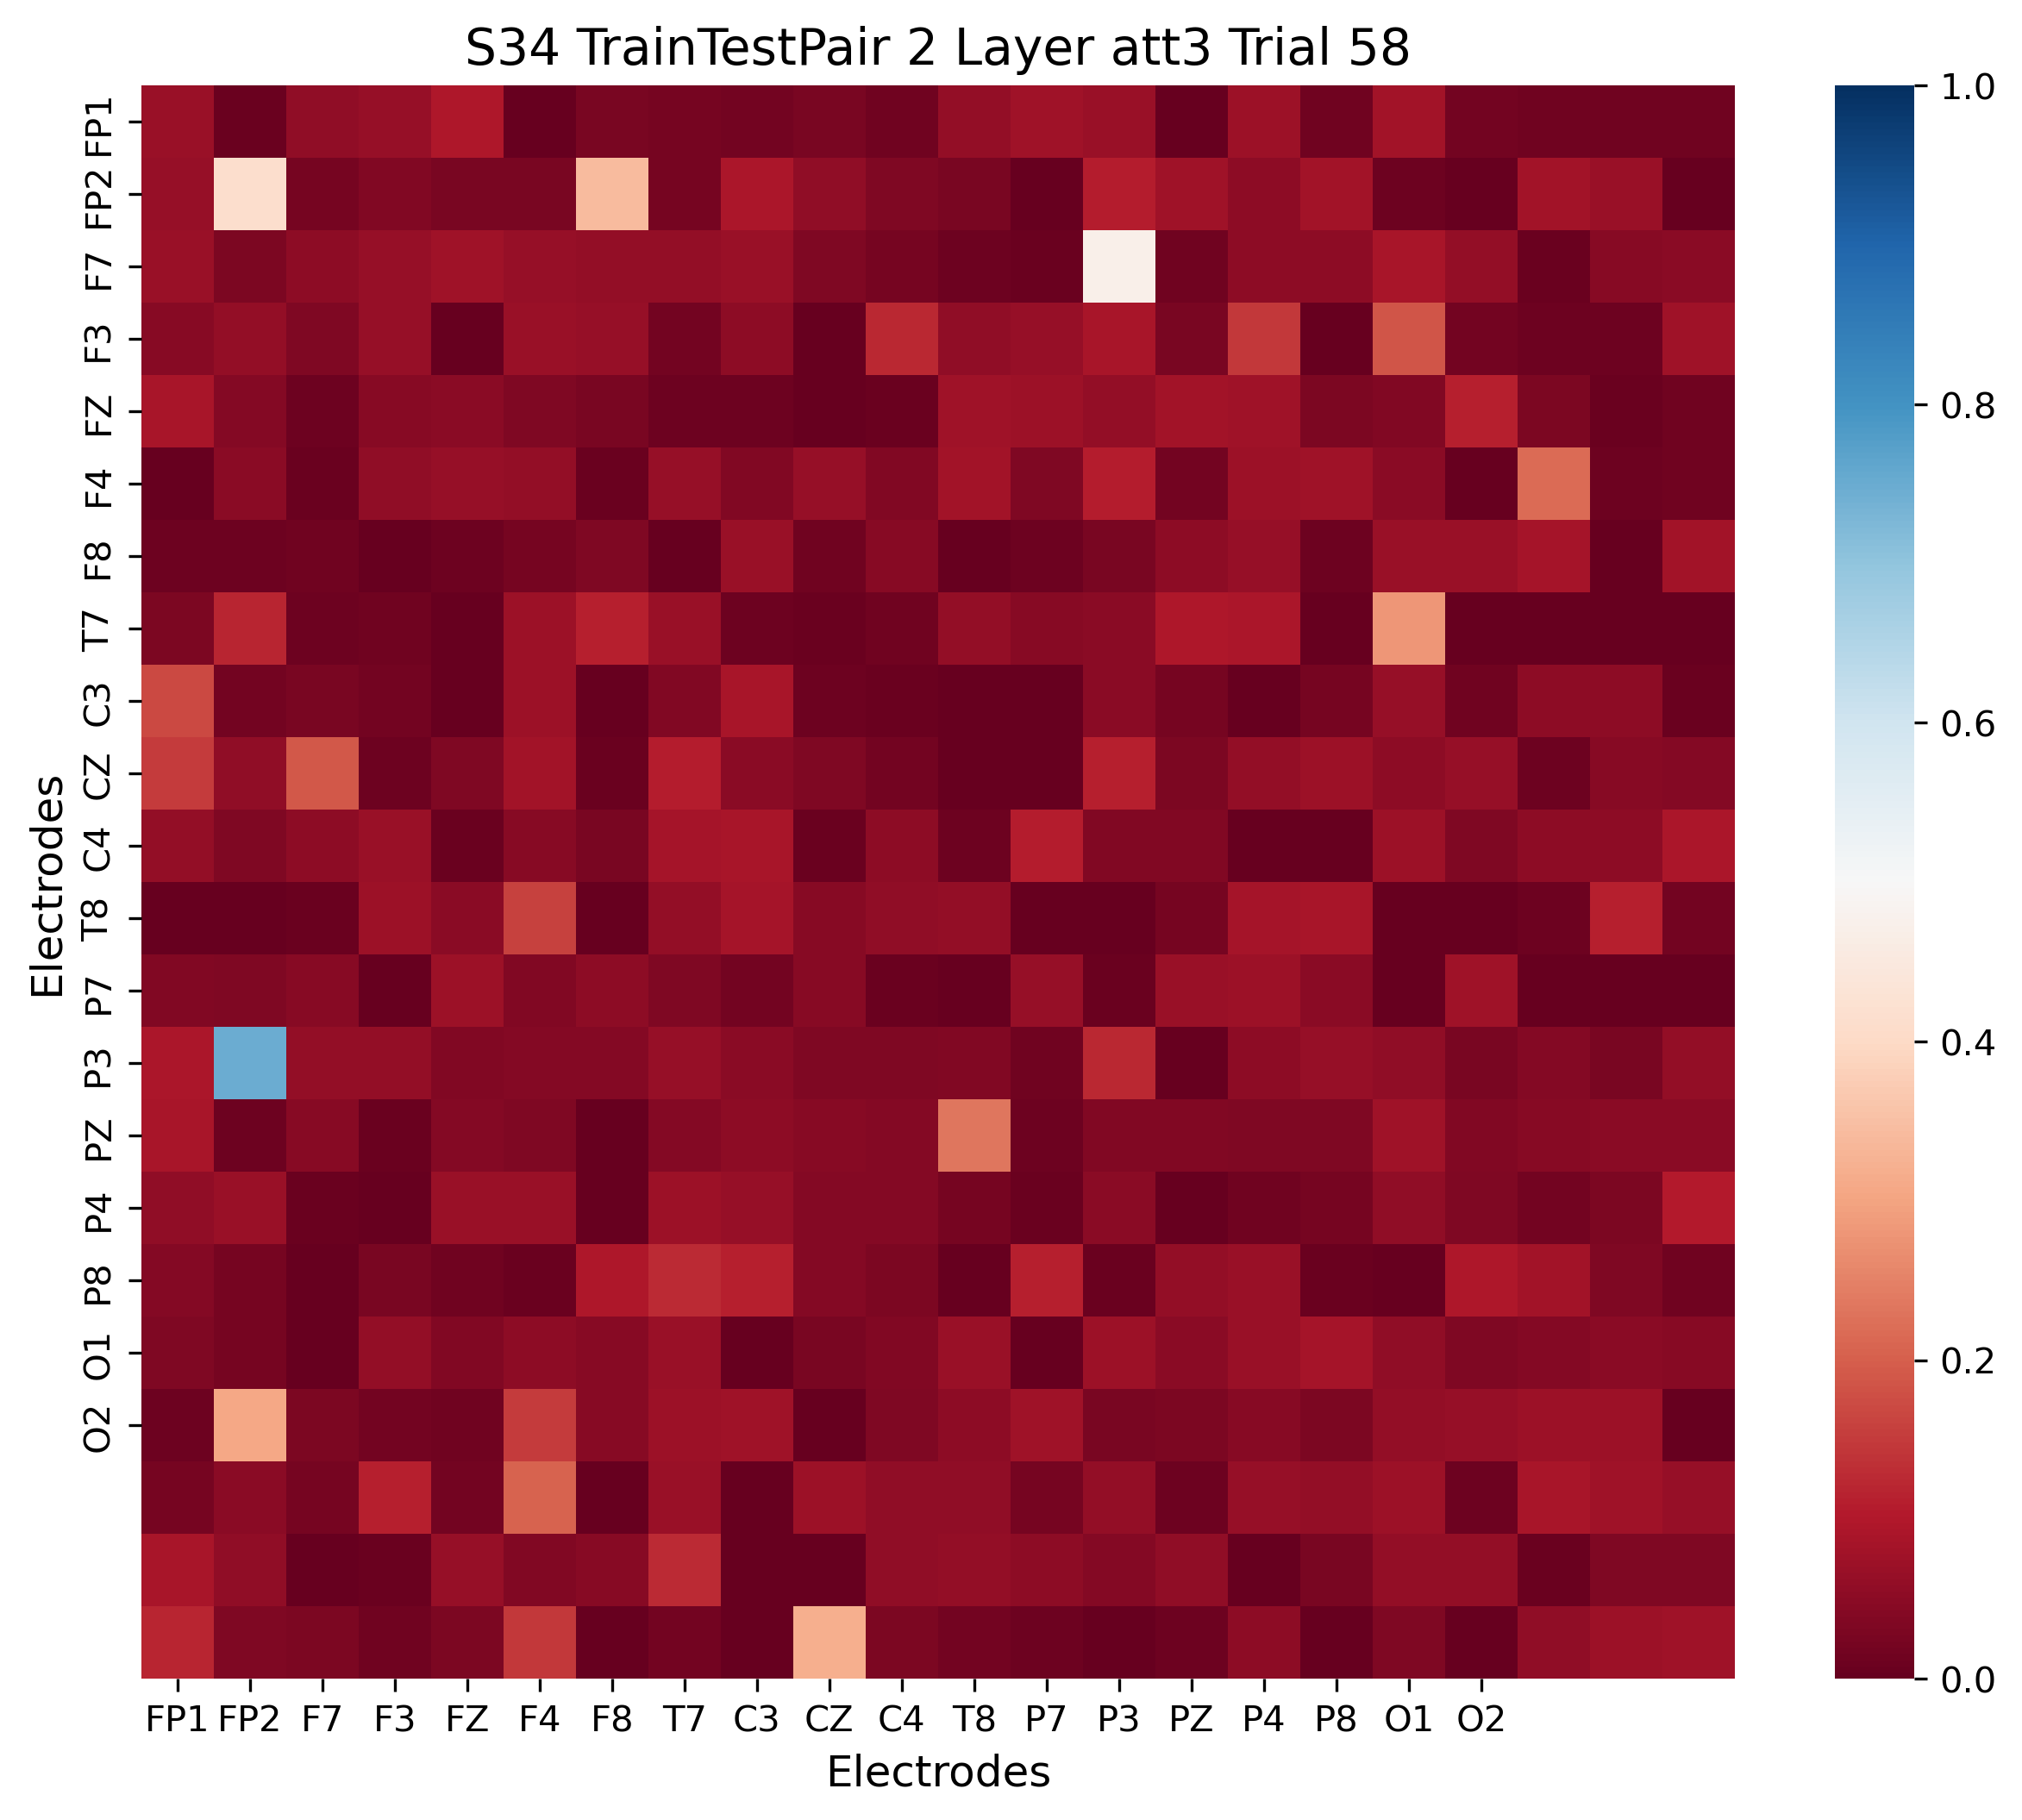 S34 TrainTestPair 2 Layer att3 Trial 58
Electrodes
FP1
FP2
F7
F3
FZ
F4
F8
T7
C3
CZ
C4
T8
P7
P3
PZ
P4
P8
O1
O2
FP1 FP2 F7 F3 FZ F4 F8 T7 C3 CZ C4 T8 P7 P3 PZ P4 P8 O1 O2
Electrodes
1.0
0.8
0.6
0.4
0.2
0.0